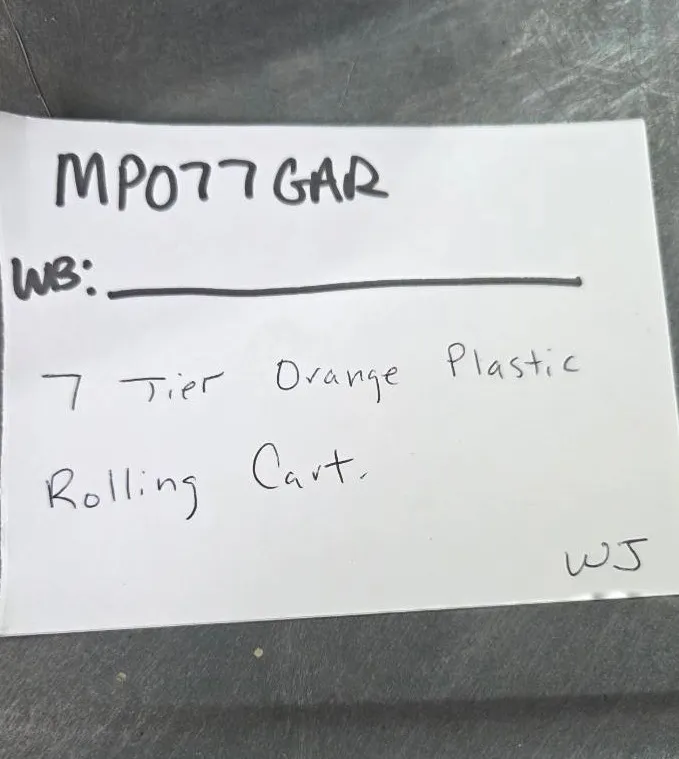 MP077GAR
WB:
7 Tier Orange Plastic
Rolling Cart.
WJ